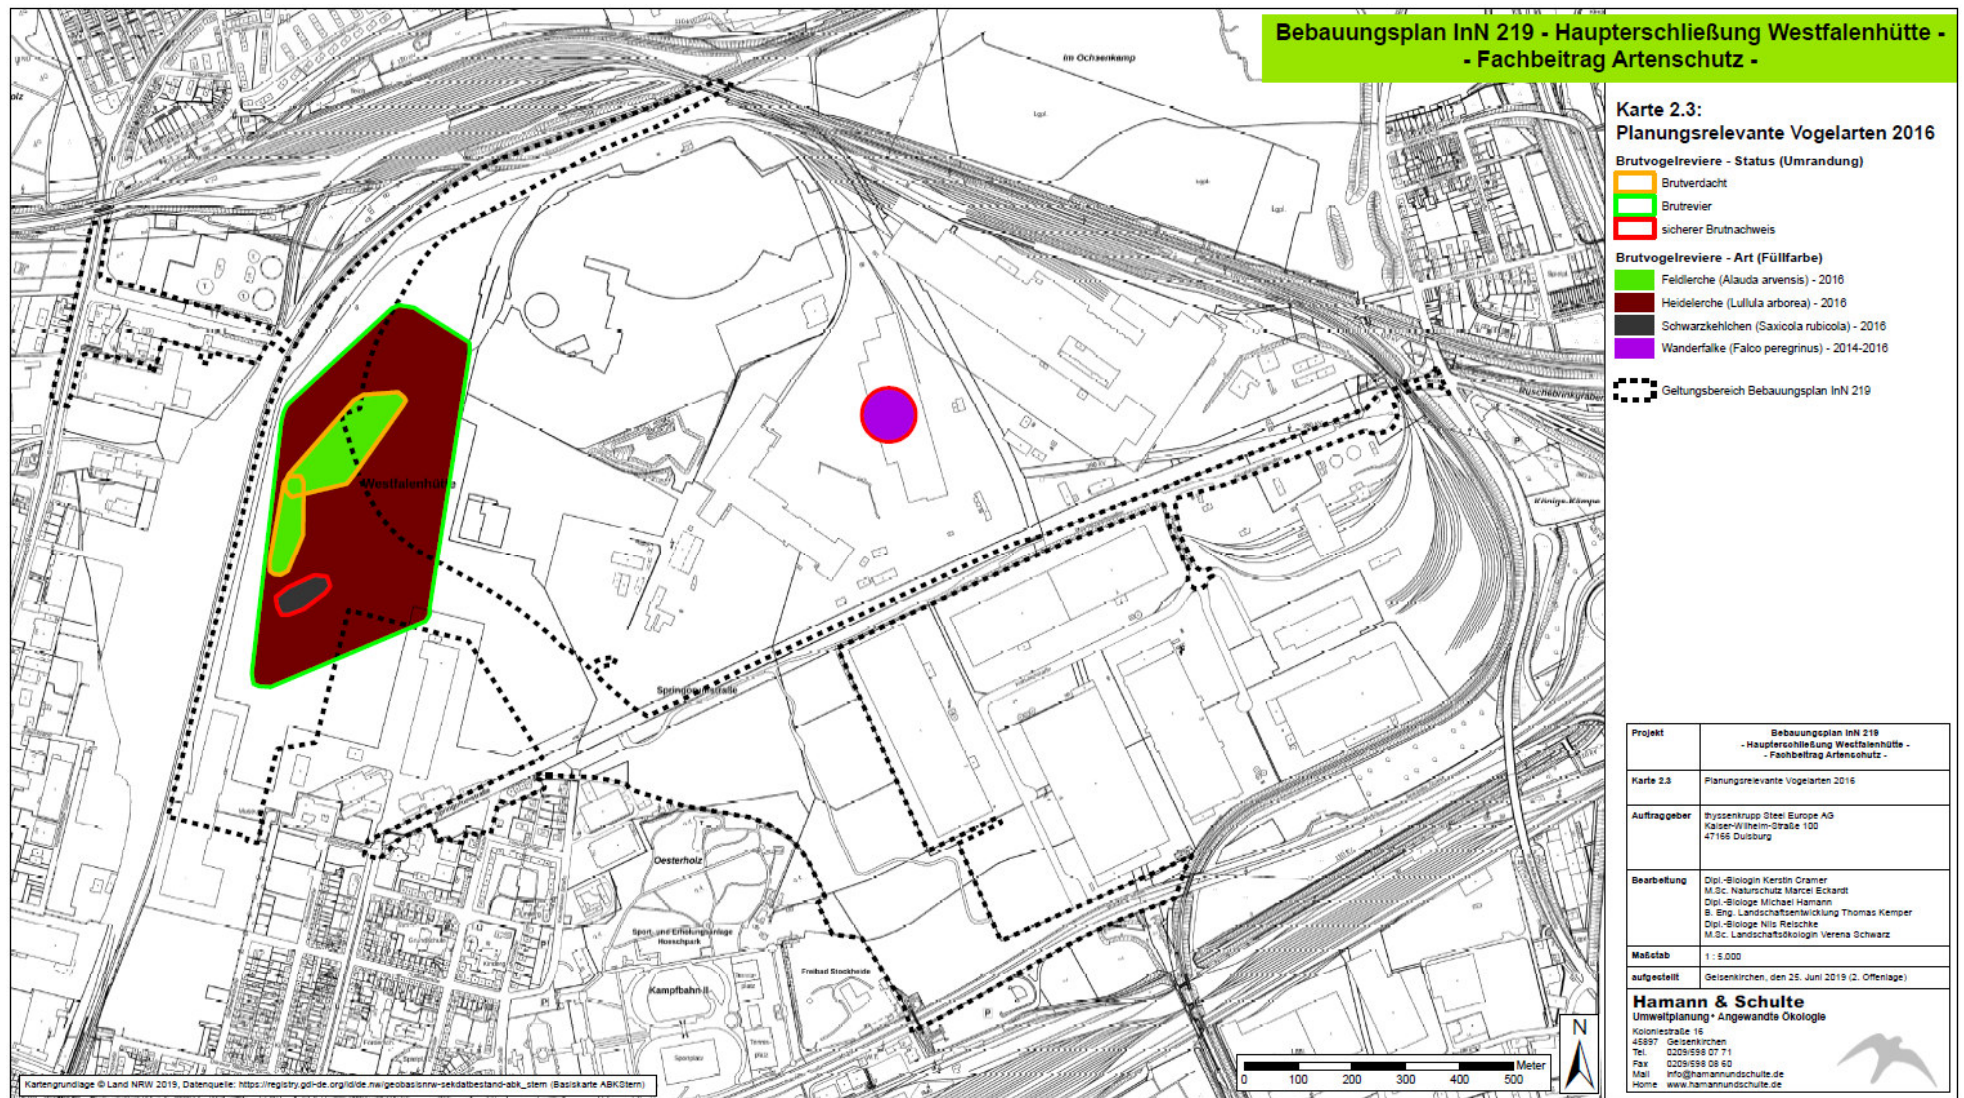 Bebauungsplan InN 219 - Haupterschließung Westfalenhütte -
- Fachbeitrag Artenschutz -
Karte 2.3:
Planungsrelevante Vogelarten 2016
Brutvogelreviere - Status (Umrandung)
Brutverdacht
Brutrevier
sicherer Brutnachweis
Brutvogelreviere - Art (Füllfarbe)
Feldlerche (Alauda arvensis) - 2016
Heidelerche (Lullula arborea) - 2016
Schwarzkehlchen (Saxicola rubicola) - 2016
Wanderfalke (Falco peregrinus) - 2014-2016
Geltungsbereich Bebauungsplan InN 219
Im Ochsenkamp
Lgpl.
Lgpl.
Lgpl.
Rüschebrinkgraben
Königs-Kämpe
Westfalenhütte
Springorumstraße
Springorumstraße
Oesterholz
Sport- und Erholungsanlage
Hoeschpark
Kampfbahn II
Freibad Stockheide
Sportplatz
Projekt
Bebauungsplan InN 219
- Haupterschließung Westfalenhütte -
- Fachbeitrag Artenschutz -
Karte 2.3
Planungsrelevante Vogelarten 2016
Auftraggeber
thyssenkrupp Steel Europe AG
Kaiser-Wilhelm-Straße 100
47166 Duisburg
Bearbeitung
Dipl.-Biologin Kerstin Cramer
M.Sc. Naturschutz Marcel Eckardt
Dipl.-Biologe Michael Hamann
B. Eng. Landschaftsentwicklung Thomas Kemper
Dipl.-Biologe Nils Reischke
M.Sc. Landschaftsökologin Verena Schwarz
Maßstab
1 : 5.000
aufgestellt
Gelsenkirchen, den 25. Juni 2019 (2. Offenlage)
Hamann & Schulte
Umweltplanung • Angewandte Ökologie
Koloniestraße 16
45897 Gelsenkirchen
Tel. 0209/598 07 71
Fax 0209/598 08 60
Mail info@hamannundschulte.de
Home www.hamannundschulte.de
N
Meter
0 100 200 300 400 500
Kartengrundlage © Land NRW 2019, Datenquelle: https://registry.gdi-de.org/id/de.nw/geobasisnrw-sekdatbestand-abk_stern (Basiskarte ABKStern)